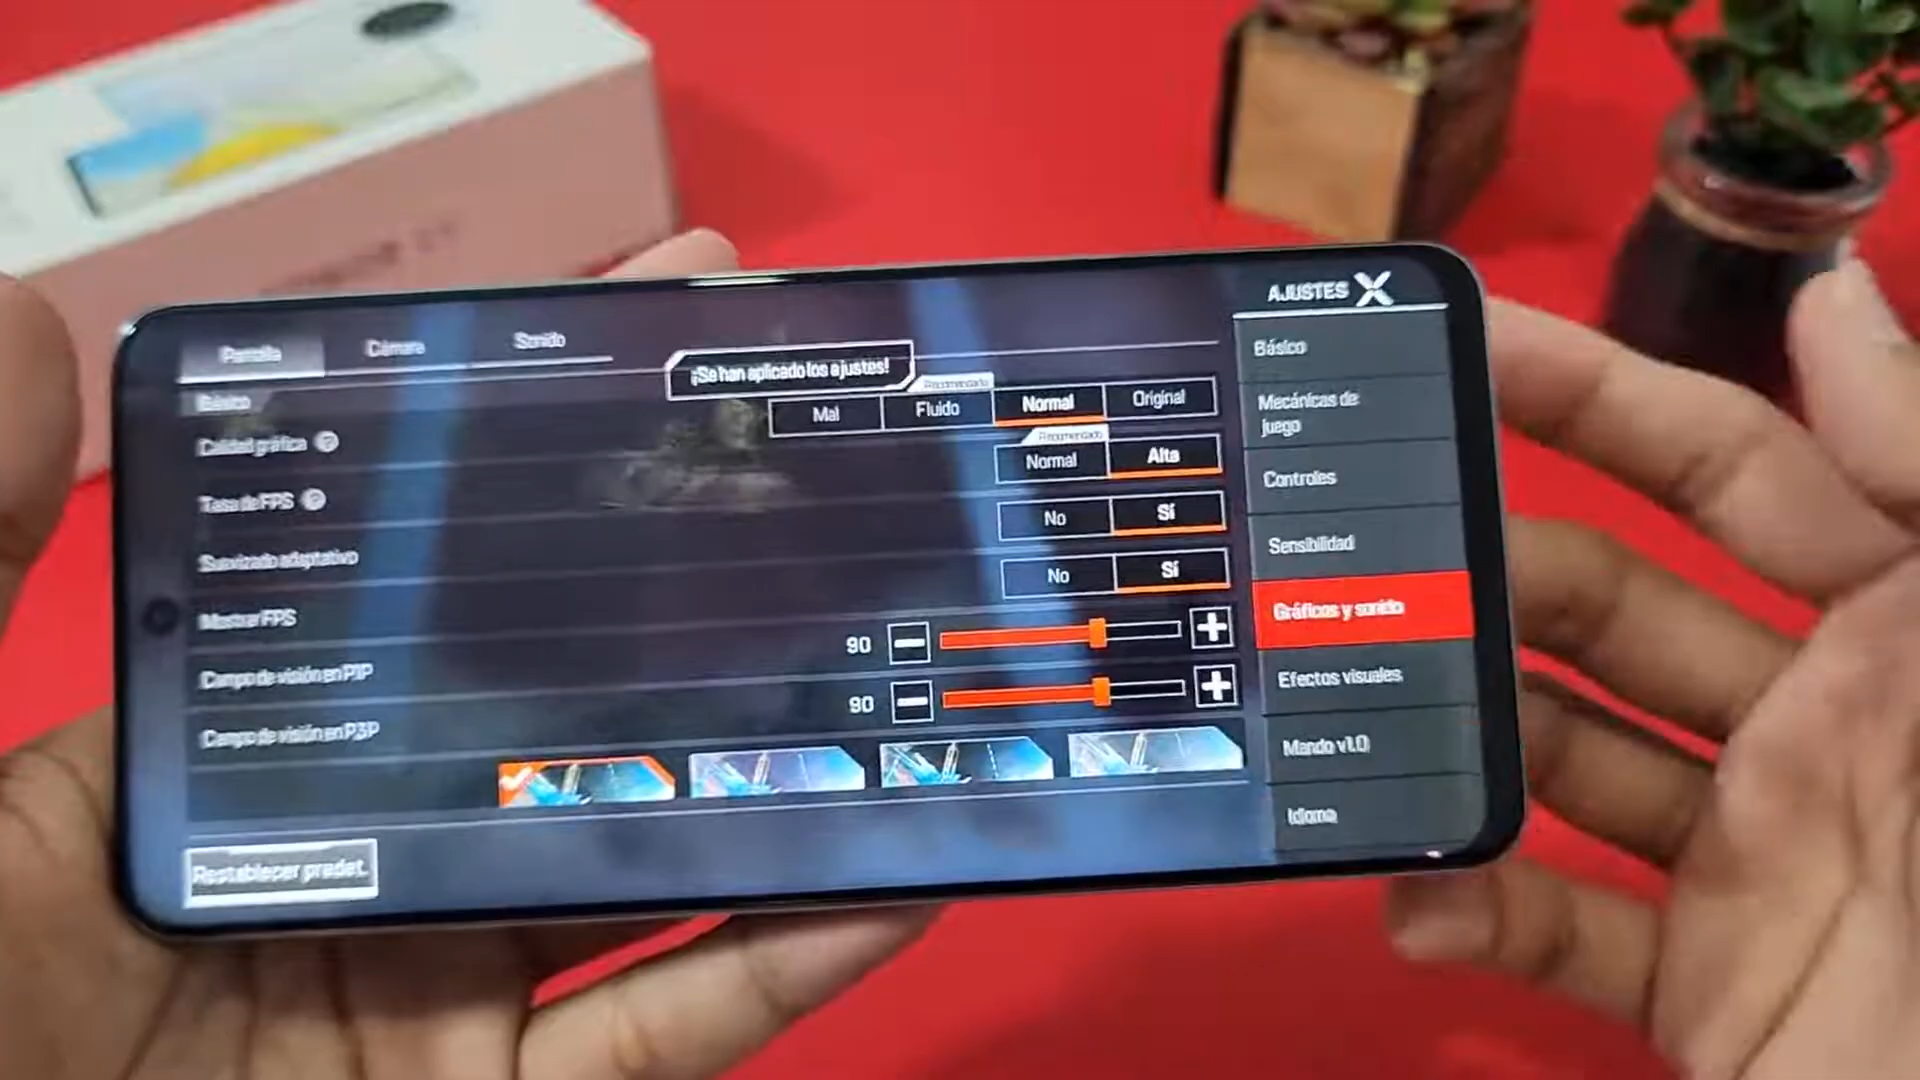 AJUSTES X
Pantalla
Cámara
Sonido
¡Se han aplicado los ajustes!
Básico
Recomendado
Calidad gráfica ?
Mal
Fluido
Normal
Original
Recomendado
Tasa de FPS ?
Normal
Alta
Suavizado adaptativo
No
Sí
Mostrar FPS
No
Sí
Campo de visión en P1P
90
Campo de visión en P3P
90
Restablecer predet.
Básico
Mecánicas de
juego
Controles
Sensibilidad
Gráficos y sonido
Efectos visuales
Mando v1.0
Idioma